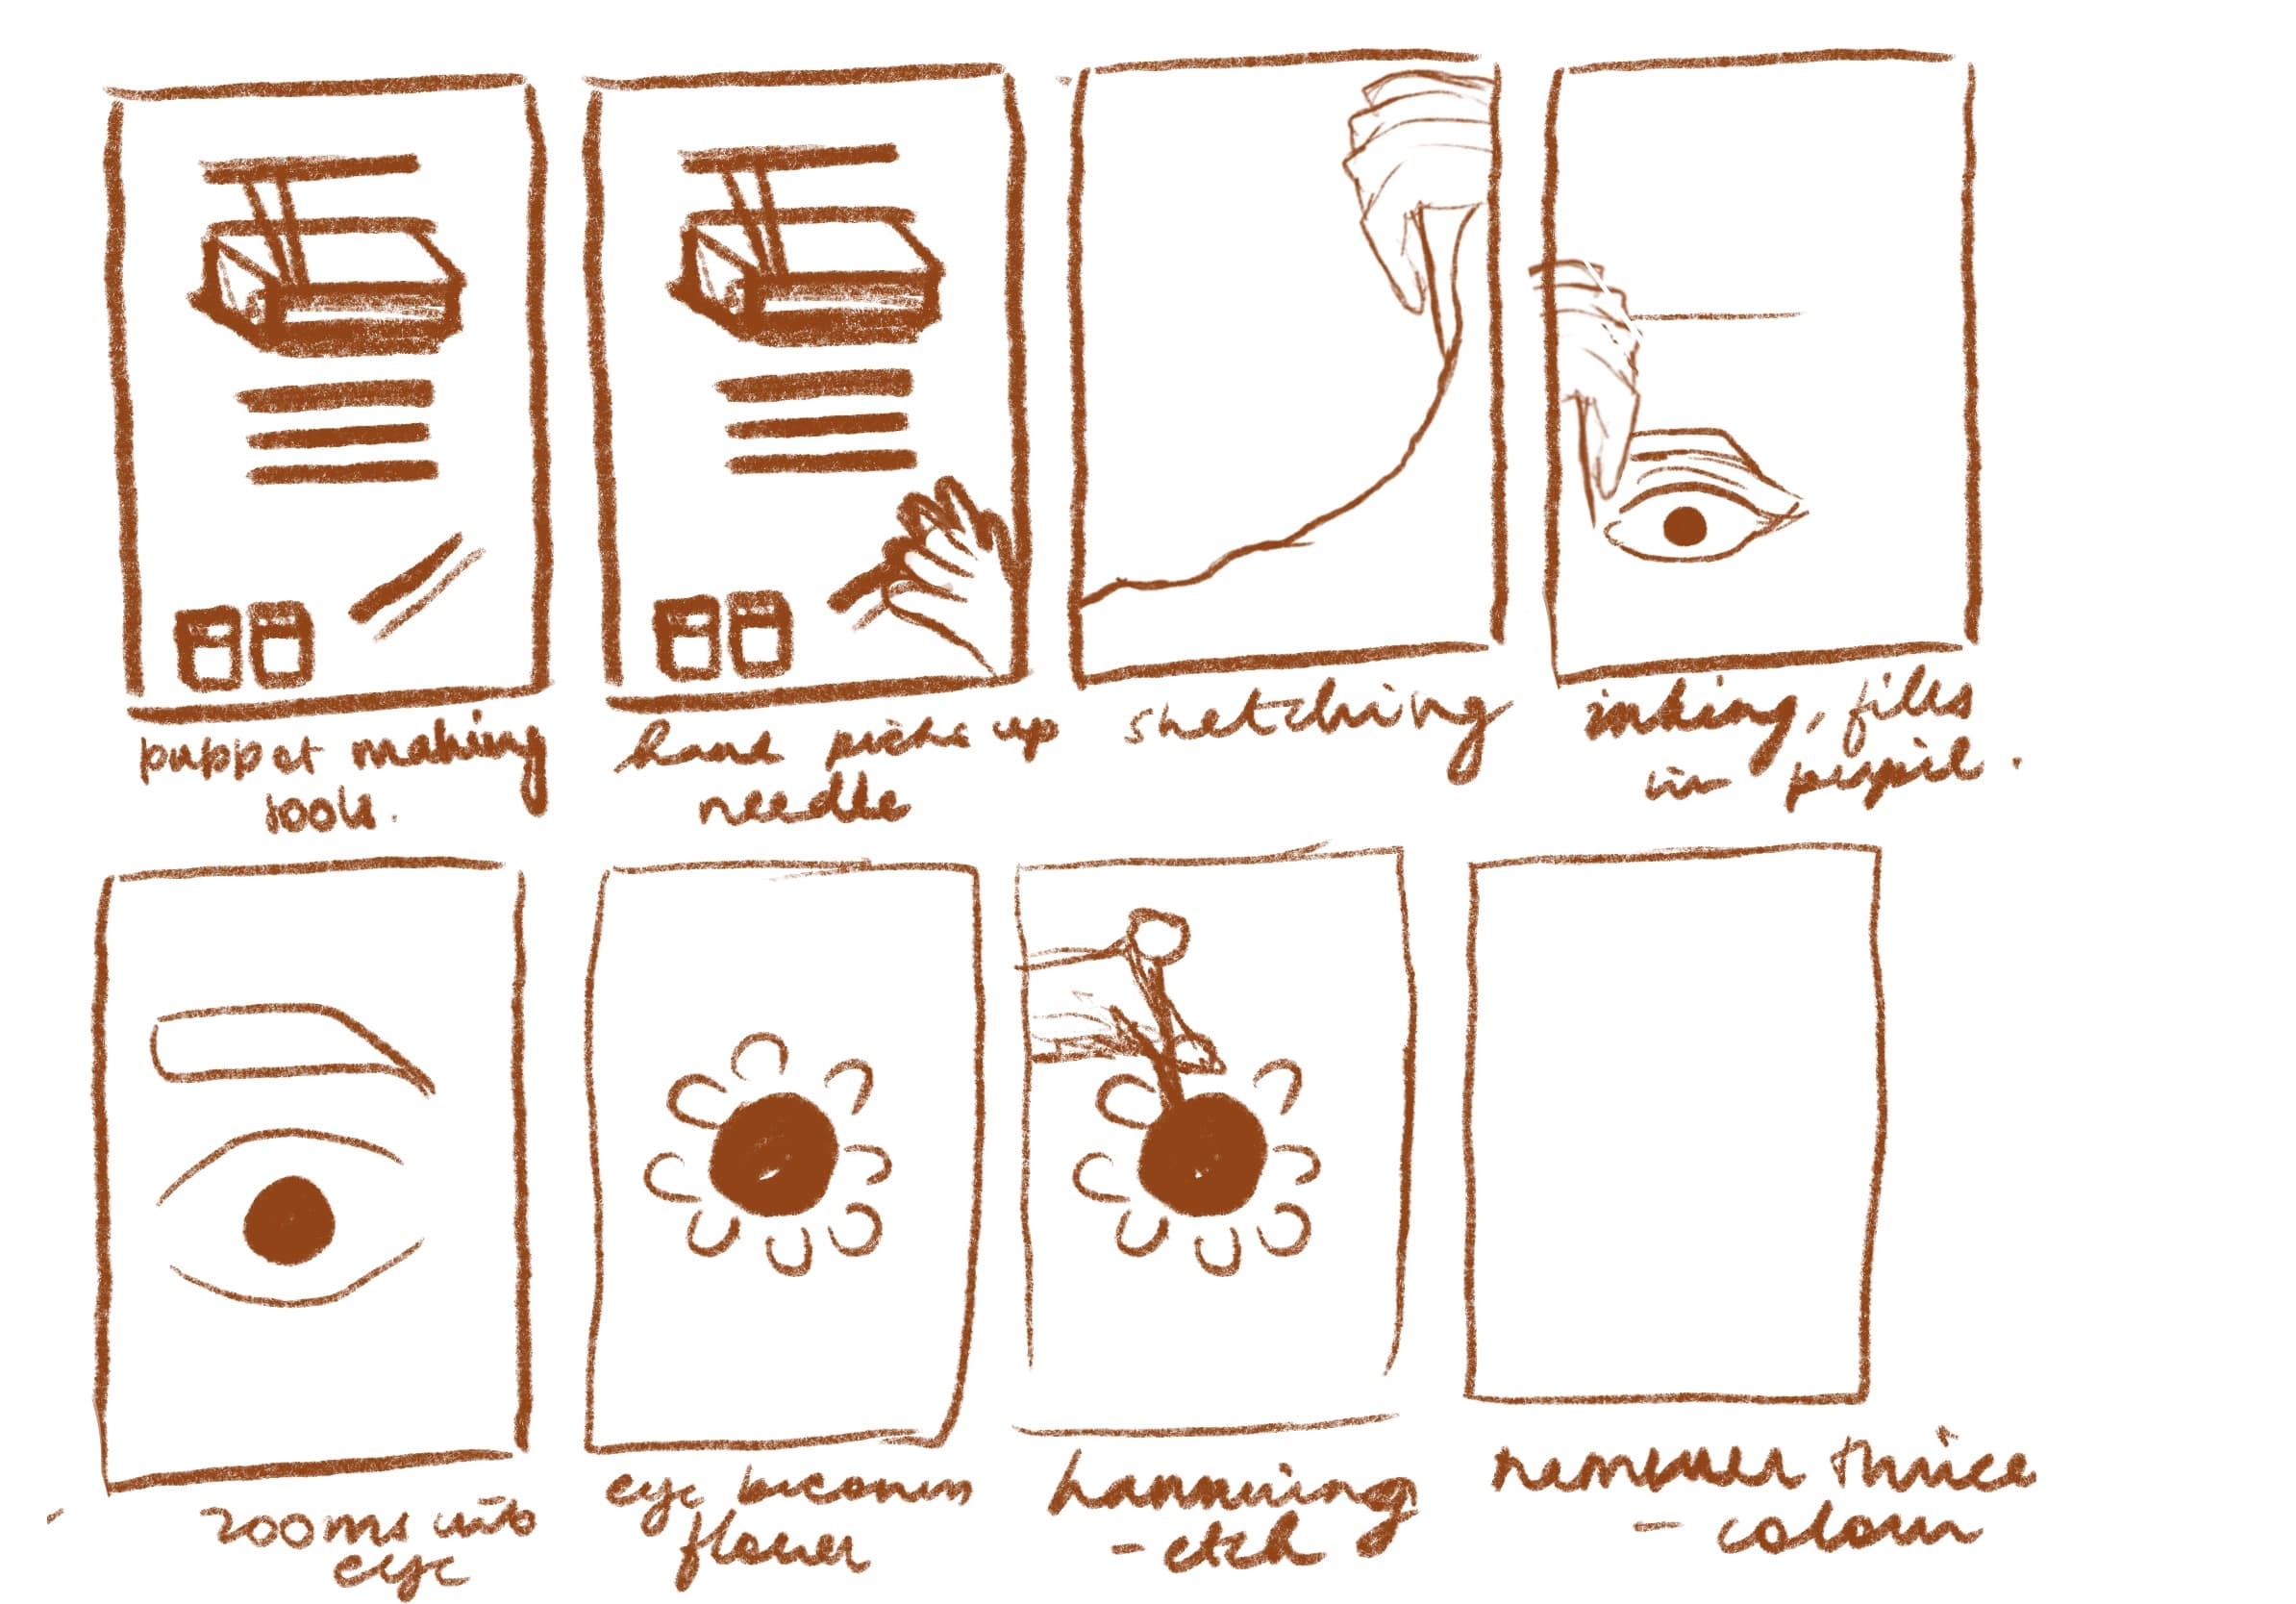 puppet making
tools.
hand picks up
needle
sketching
inking, fills
in pupil.
zooms into
eye
eye becomes
flower
hammering
- etch
thrice
- colour